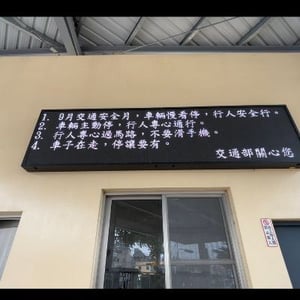 1. 9月交通安全月，車輛慢看停，行人安全行。
2. 車輛主動停，行人專心通行。
3. 行人專心過馬路，不要滑手機。
4. 車子在走，停讓要有。
交通部關心您